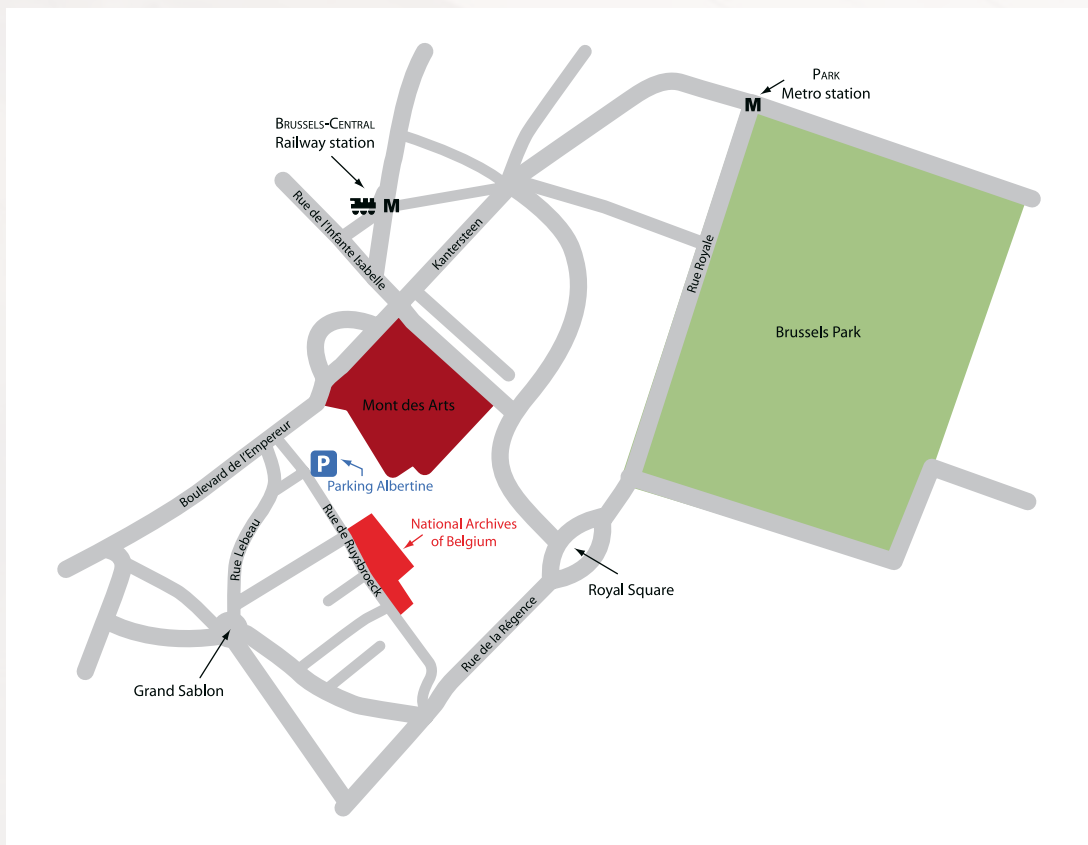 PARK
Metro station
M
BRUSSELS-CENTRAL
Railway station
M
Rue de l'Infante Isabelle
Kantersteen
Rue Royale
Brussels Park
Mont des Arts
Boulevard de l'Empereur
P
Parking Albertine
Rue Lebeau
Rue de Ruysbroeck
National Archives
of Belgium
Royal Square
Rue de la Régence
Grand Sablon